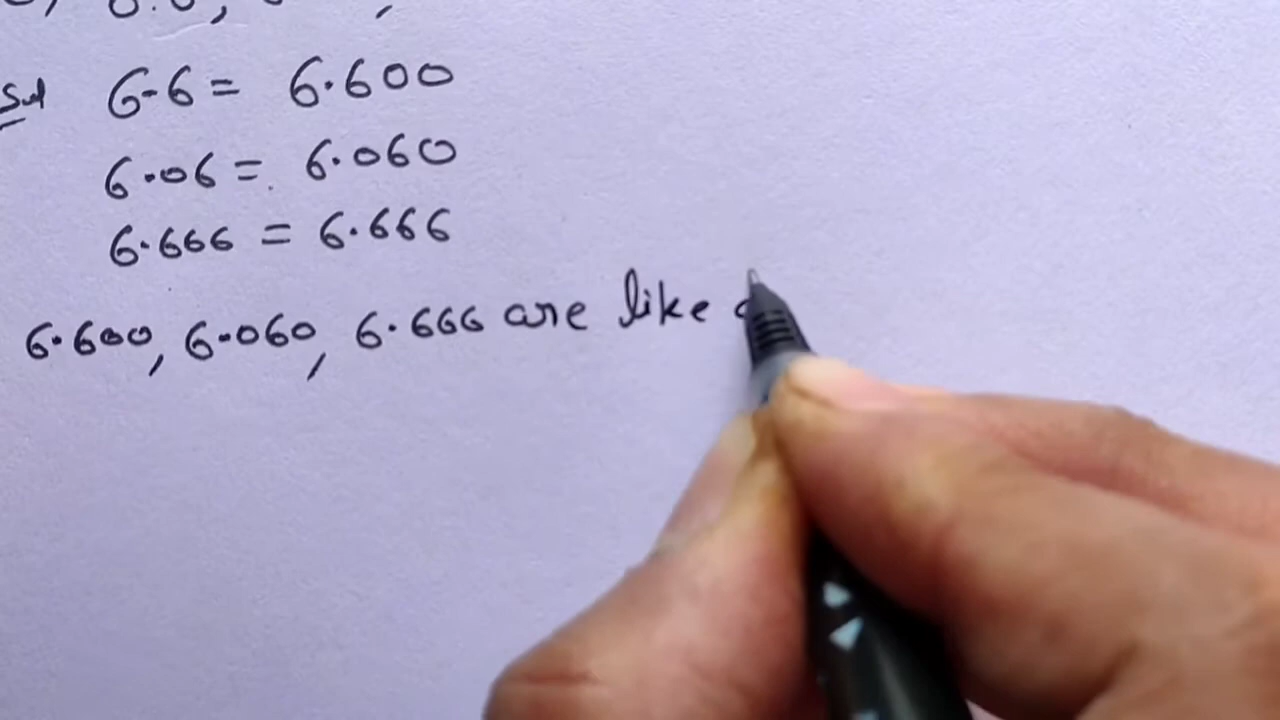 Sol 6.6 = 6.600
6.06 = 6.060
6.666 = 6.666
6.600, 6.060, 6.666 are like